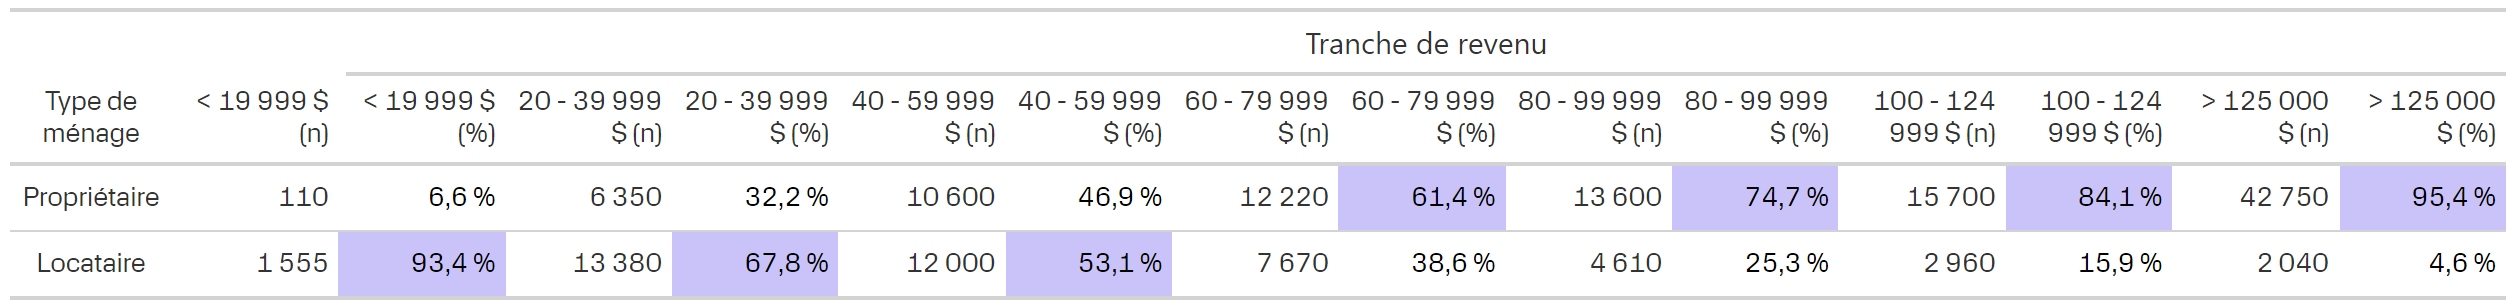 Tranche de revenu
Type de < 19 999 $ < 19 999 $ 20 - 39 999 20 - 39 999 40 - 59 999 40 - 59 999 60 - 79 999 60 - 79 999 80 - 99 999 80 - 99 999 100 - 124 100 - 124 > 125 000 > 125 000
ménage (n) (%) $ (n) $ (%) $ (n) $ (%) $ (n) $ (%) $ (n) $ (%) 999 $ (n) 999 $ (%) $ (n) $ (%)
Propriétaire 110 6,6 % 6 350 32,2 % 10 600 46,9 % 12 220 61,4 % 13 600 74,7 % 15 700 84,1 % 42 750 95,4 %
Locataire 1 555 93,4 % 13 380 67,8 % 12 000 53,1 % 7 670 38,6 % 4 610 25,3 % 2 960 15,9 % 2 040 4,6 %